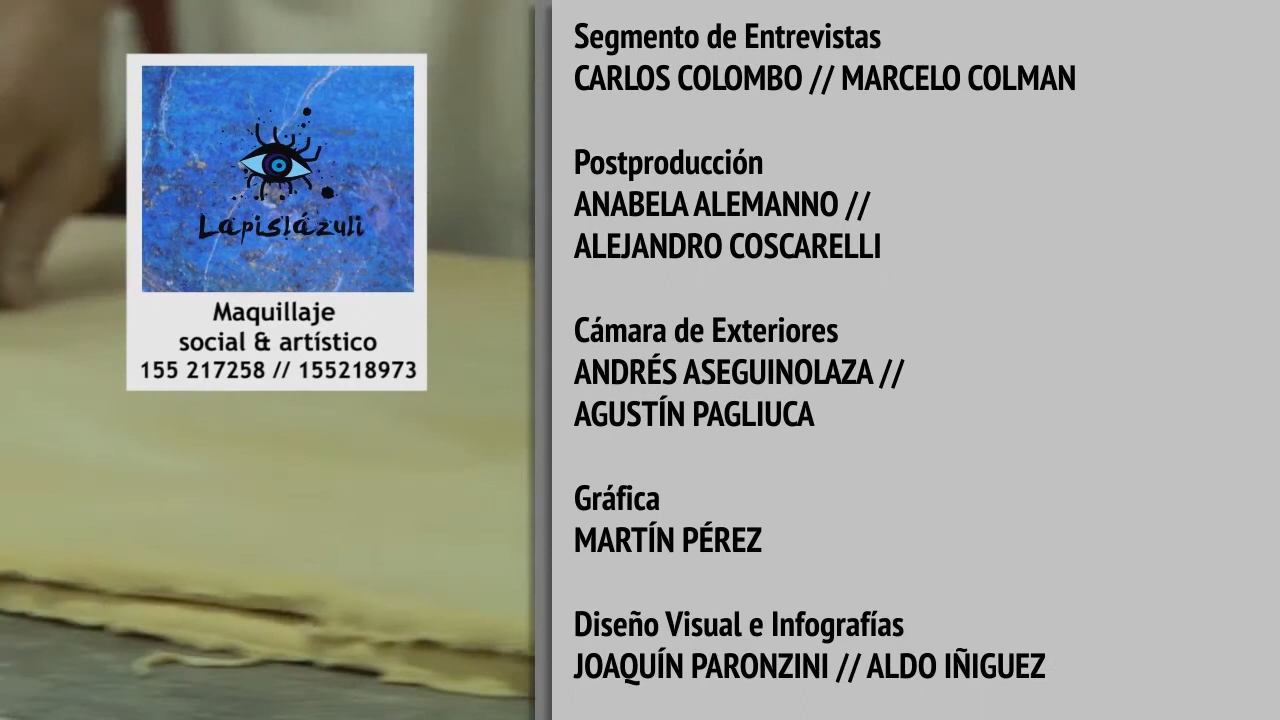 Lapislázuli
Maquillaje
social & artístico
155 217258 // 155218973
Segmento de Entrevistas
CARLOS COLOMBO // MARCELO COLMAN
Postproducción
ANABELA ALEMANNO //
ALEJANDRO COSCARELLI
Cámara de Exteriores
ANDRÉS ASEGUINOLAZA //
AGUSTÍN PAGLIUCA
Gráfica
MARTÍN PÉREZ
Diseño Visual e Infografías
JOAQUÍN PARONZINI // ALDO IÑIGUEZ